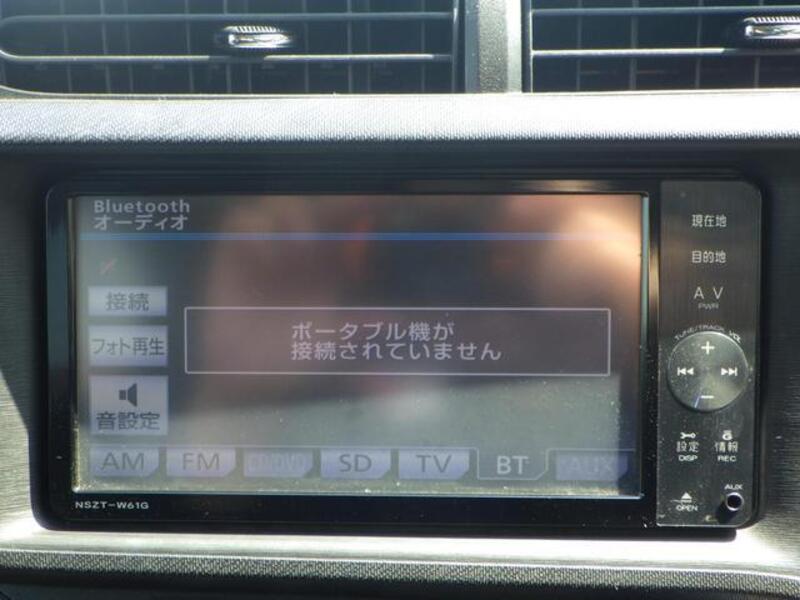 Bluetooth
オーディオ
接続
フォト再生
音設定
ポータブル機が
接続されていません
AM
FM
SD
TV
BT
AUX
NSZT-W61G
現在地
目的地
AV
PWR
TUNE/TRACK VOL
設定
DISP
情報
REC
OPEN
AUX